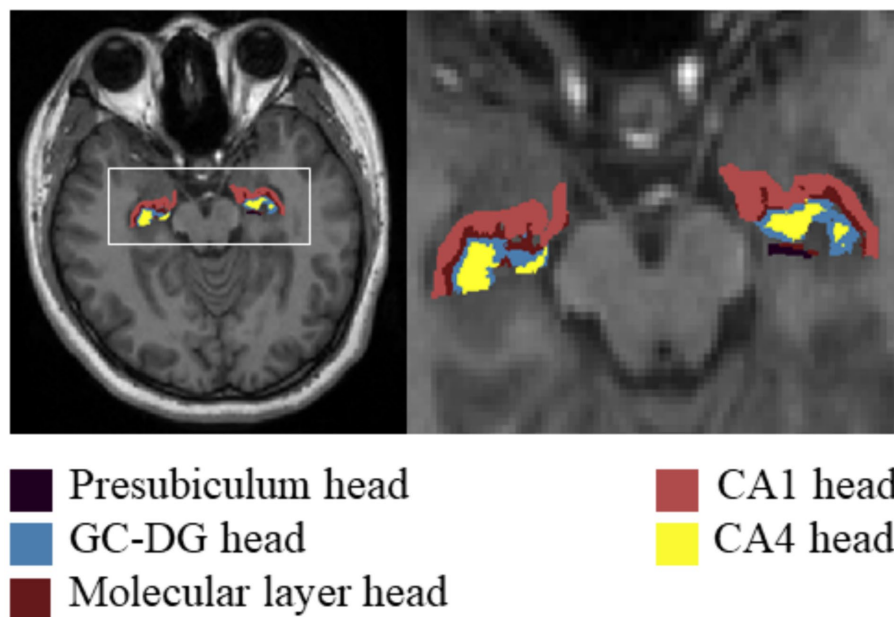 Presubiculum head
GC-DG head
Molecular layer head
CA1 head
CA4 head